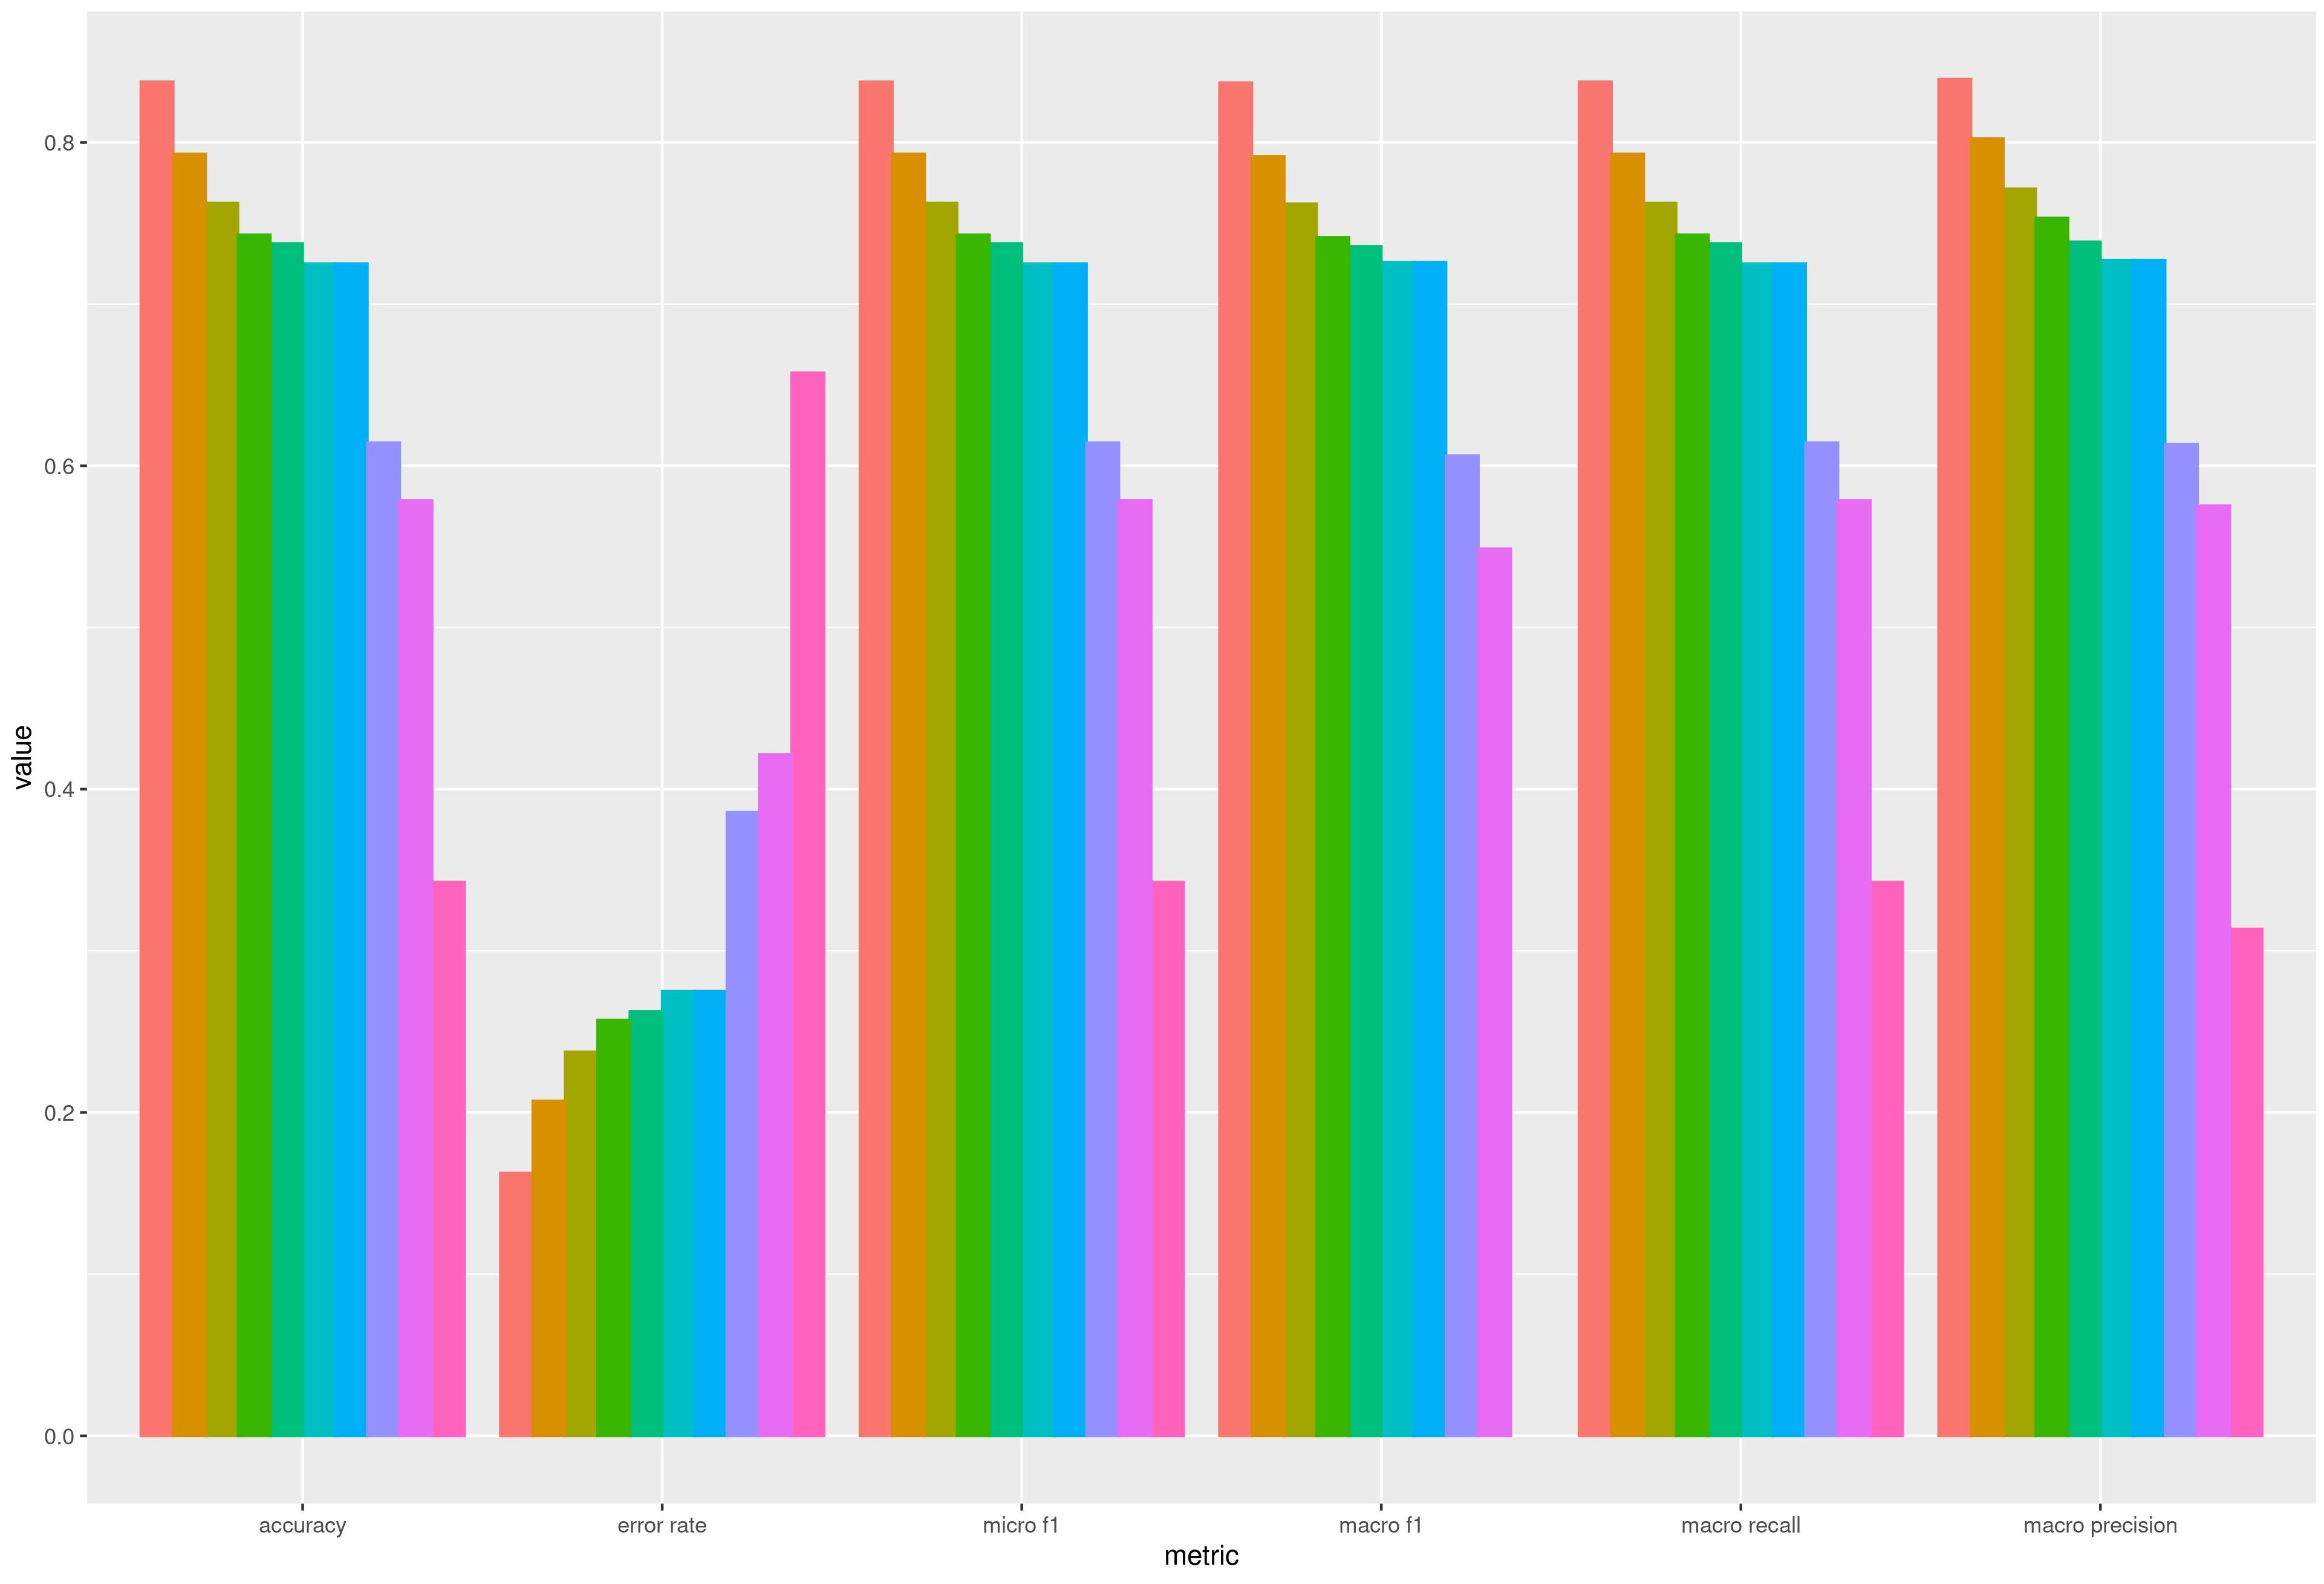 value
0.8
0.6
0.4
0.2
0.0
accuracy
error rate
micro f1
macro f1
macro recall
macro precision
metric